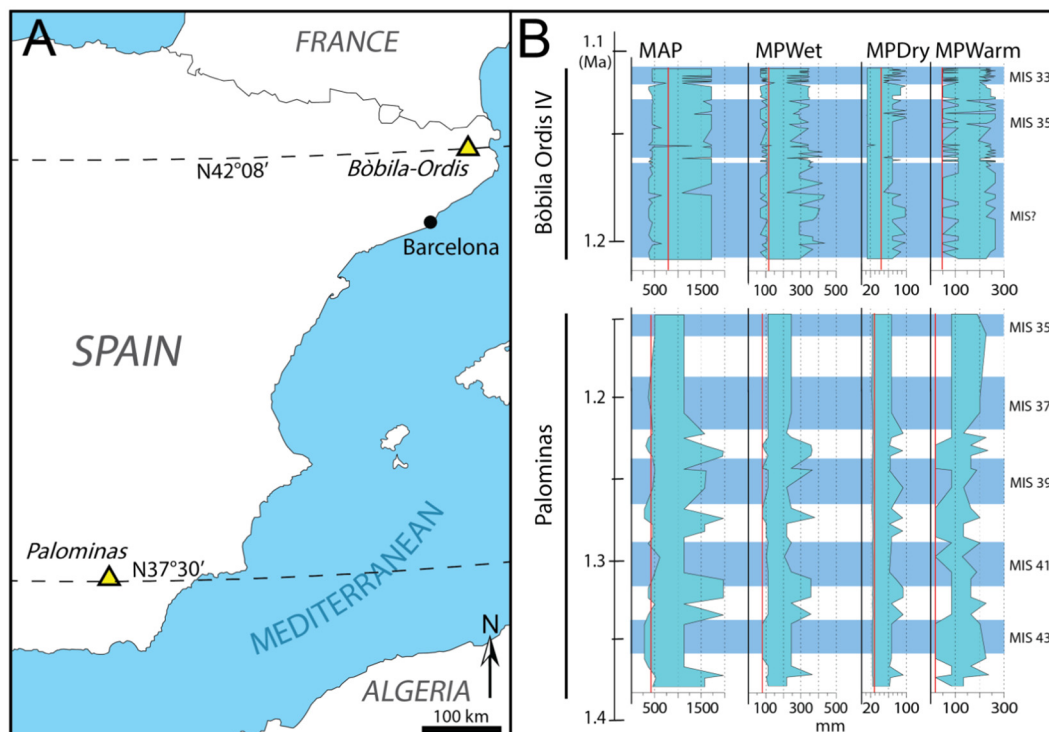 A
FRANCE
N42°08’
Bòbila-Ordis
Barcelona
SPAIN
Palominas
N37°30’
MEDITERRANEAN
N
ALGERIA
100 km
B
1.1
(Ma)
MAP
MPWet
MPDry
MPWarm
Bòbila Ordis IV
MIS 33
MIS 35
MIS?
1.2
500 1500
100 300 500
20 100
100 300
Palominas
MIS 35
1.2
MIS 37
MIS 39
1.3
MIS 41
MIS 43
1.4
500 1500
100 300 500
20 100
100 300
mm